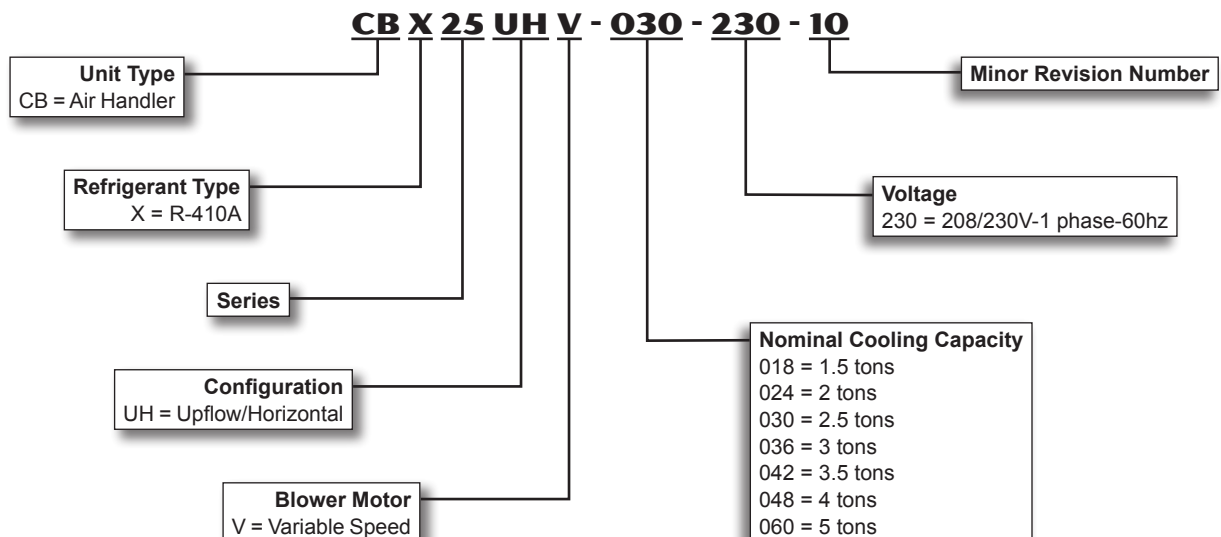 CB X 25 UH V - 030 - 230 - 10
Unit Type
CB = Air Handler
Minor Revision Number
Refrigerant Type
X = R-410A
Voltage
230 = 208/230V-1 phase-60hz
Series
Nominal Cooling Capacity
018 = 1.5 tons
024 = 2 tons
030 = 2.5 tons
036 = 3 tons
042 = 3.5 tons
048 = 4 tons
060 = 5 tons
Configuration
UH = Upflow/Horizontal
Blower Motor
V = Variable Speed